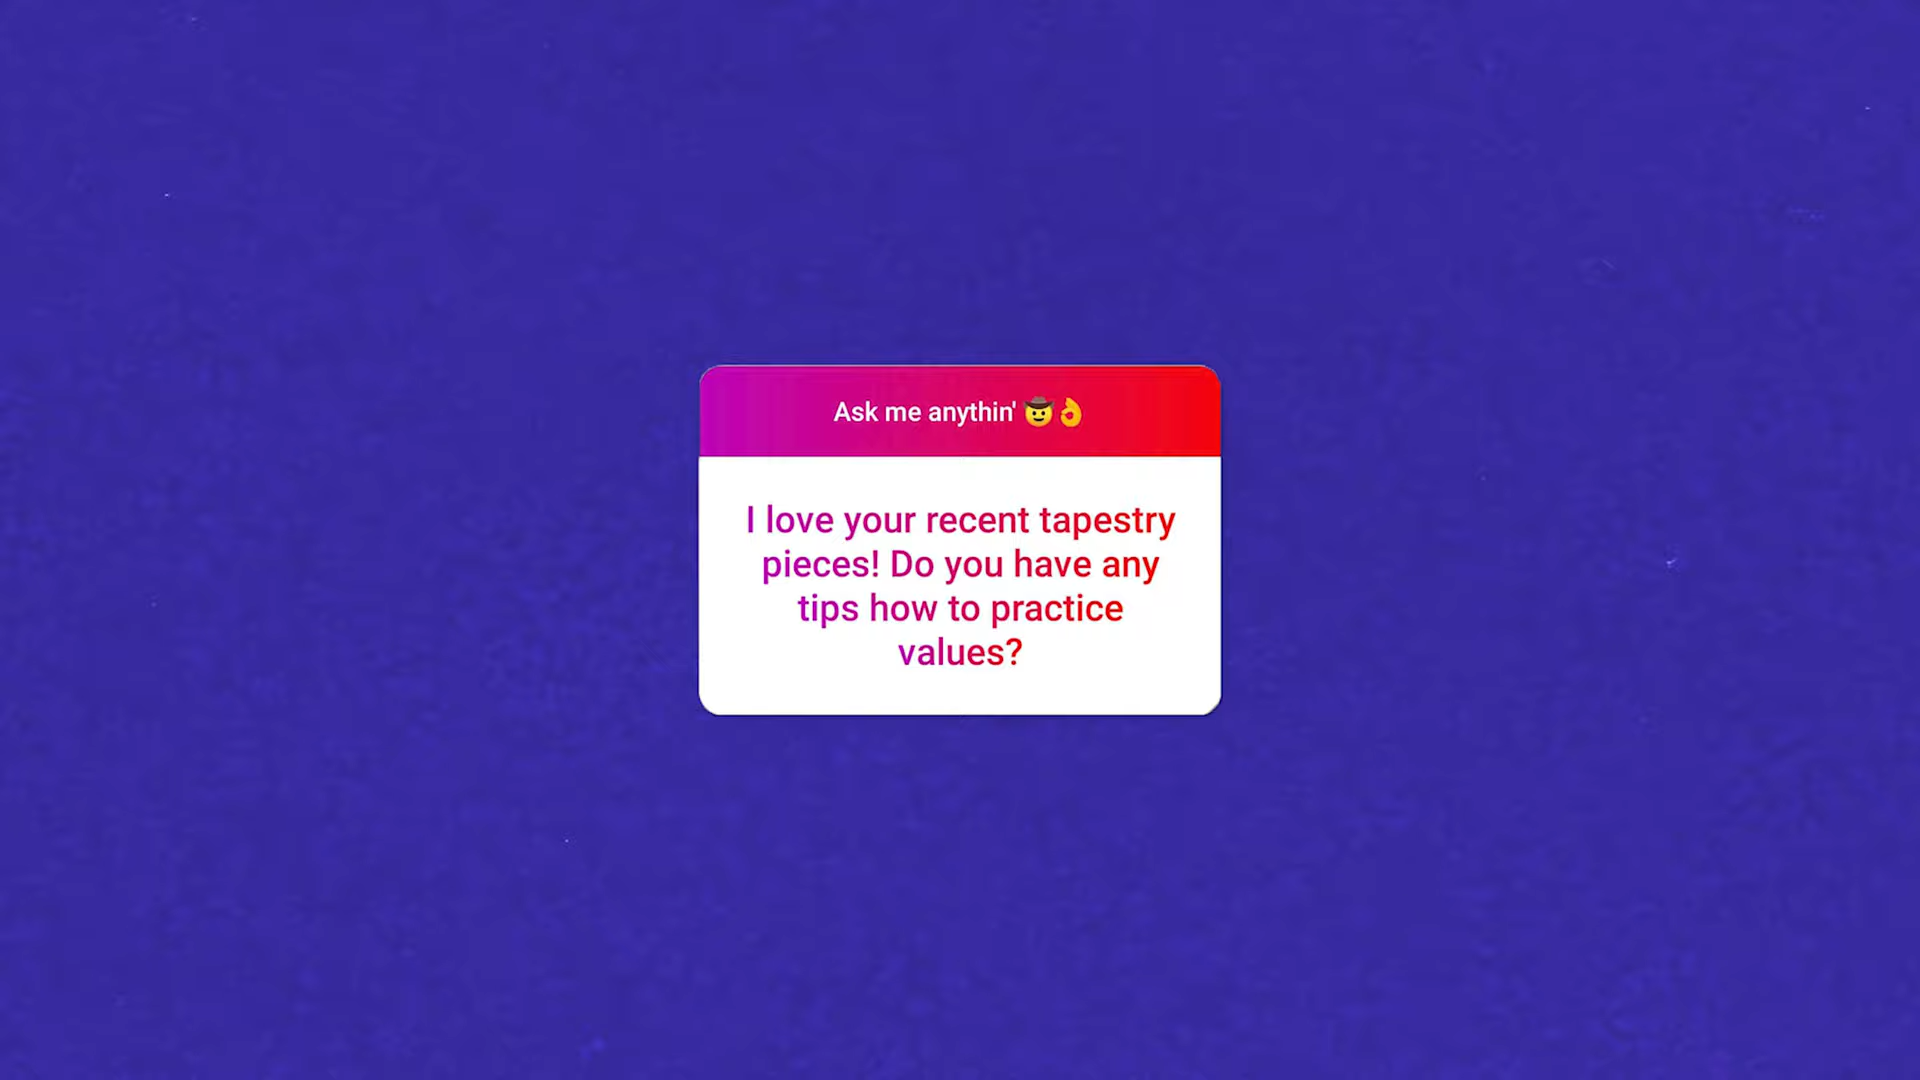 Ask me anythin' 🤠👌
I love your recent tapestry
pieces! Do you have any
tips how to practice
values?